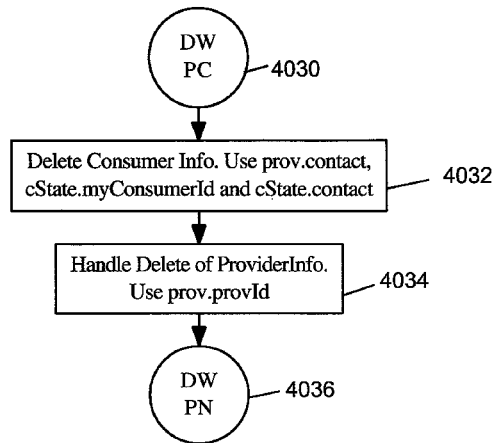 DW
PC
4030
Delete Consumer Info. Use prov.contact,
cState.myConsumerId and cState.contact
4032
Handle Delete of ProviderInfo.
Use prov.provId
4034
DW
PN
4036